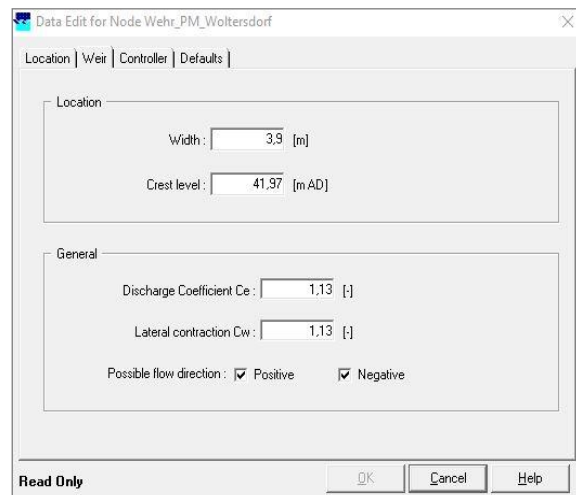 Data Edit for Node Wehr_PM_Woltersdorf
Location | Weir | Controller | Defaults |
Location
Width : 3,9 [m]
Crest level : 41,97 [m AD]
General
Discharge Coefficient Ce : 1,13 [-]
Lateral contraction Cw : 1,13 [-]
Possible flow direction : Positive Negative
Read Only OK Cancel Help